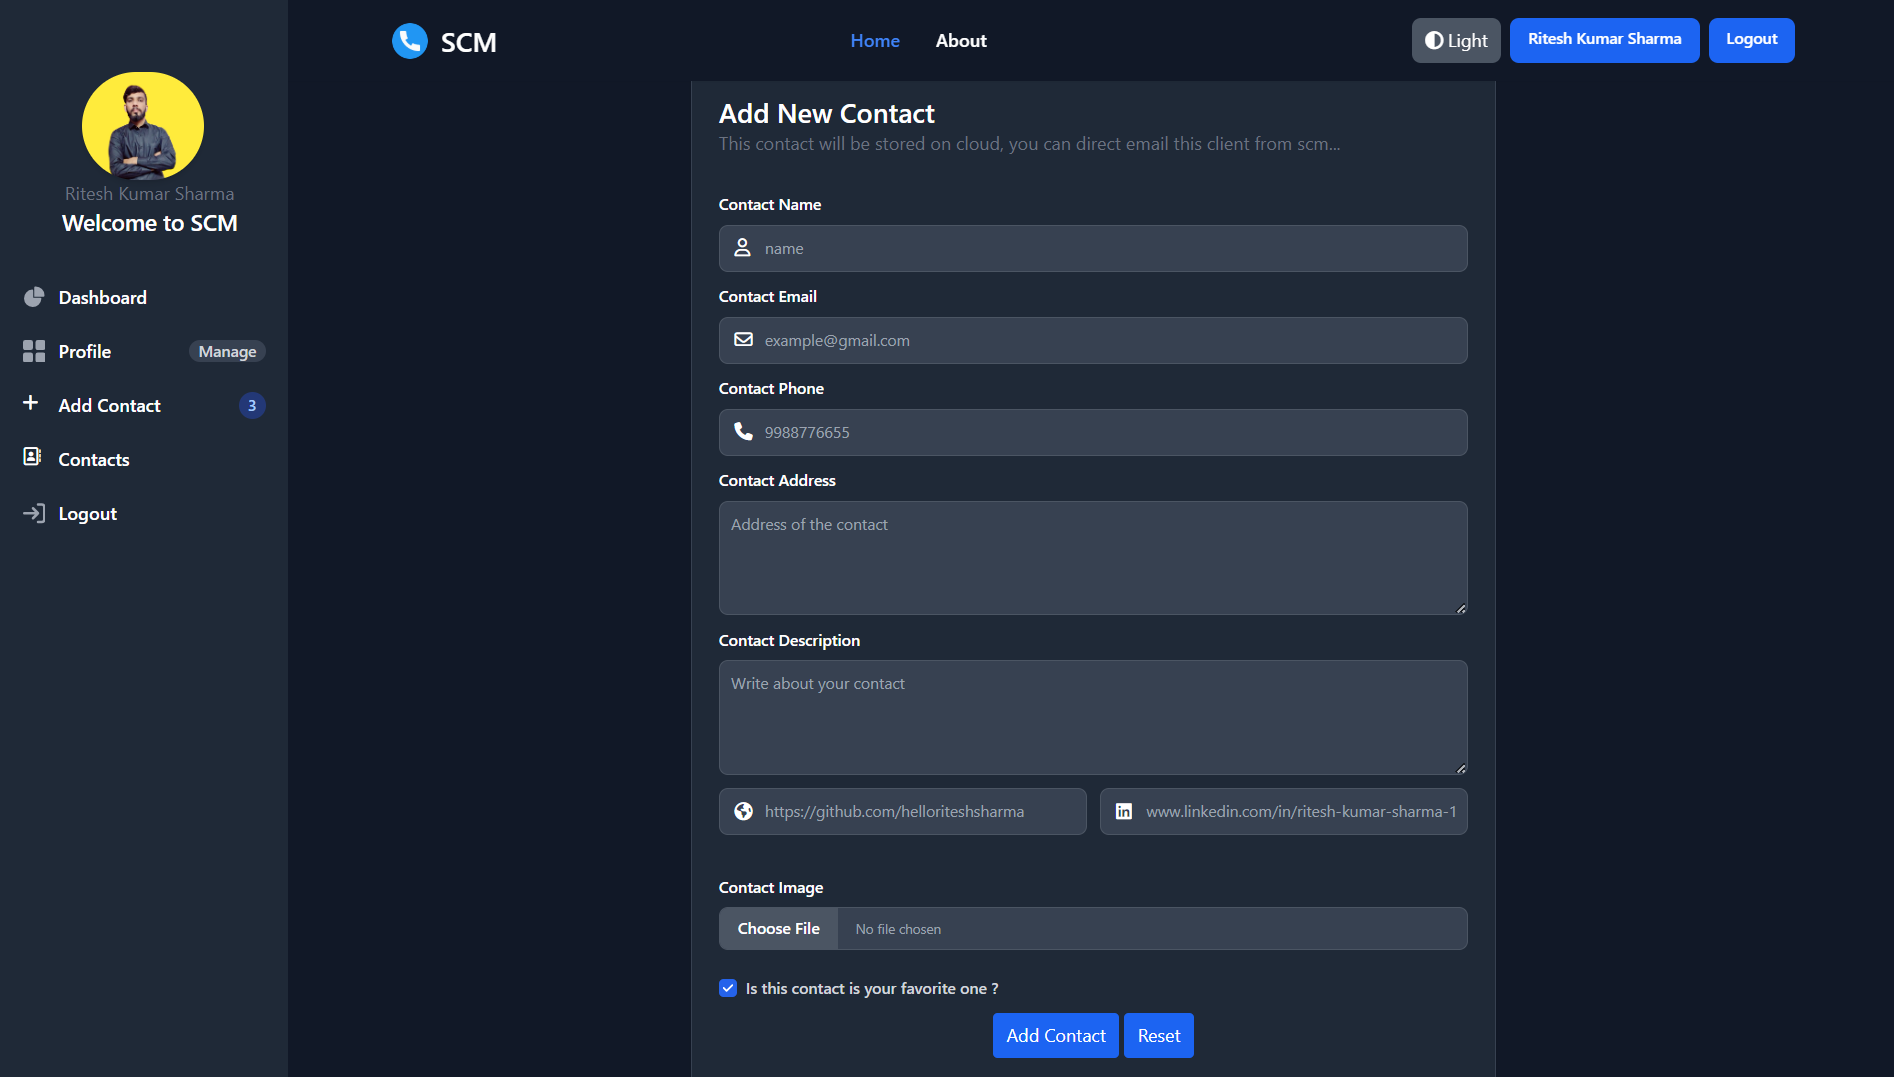 SCM
Home
About
Light
Ritesh Kumar Sharma
Logout
Ritesh Kumar Sharma
Welcome to SCM
Dashboard
Profile
Manage
Add Contact
3
Contacts
Logout
Add New Contact
This contact will be stored on cloud, you can direct email this client from scm...
Contact Name
name
Contact Email
example@gmail.com
Contact Phone
9988776655
Contact Address
Address of the contact
Contact Description
Write about your contact
https://github.com/helloriteshsharma
www.linkedin.com/in/ritesh-kumar-sharma-1
Contact Image
Choose File
No file chosen
Is this contact is your favorite one ?
Add Contact
Reset